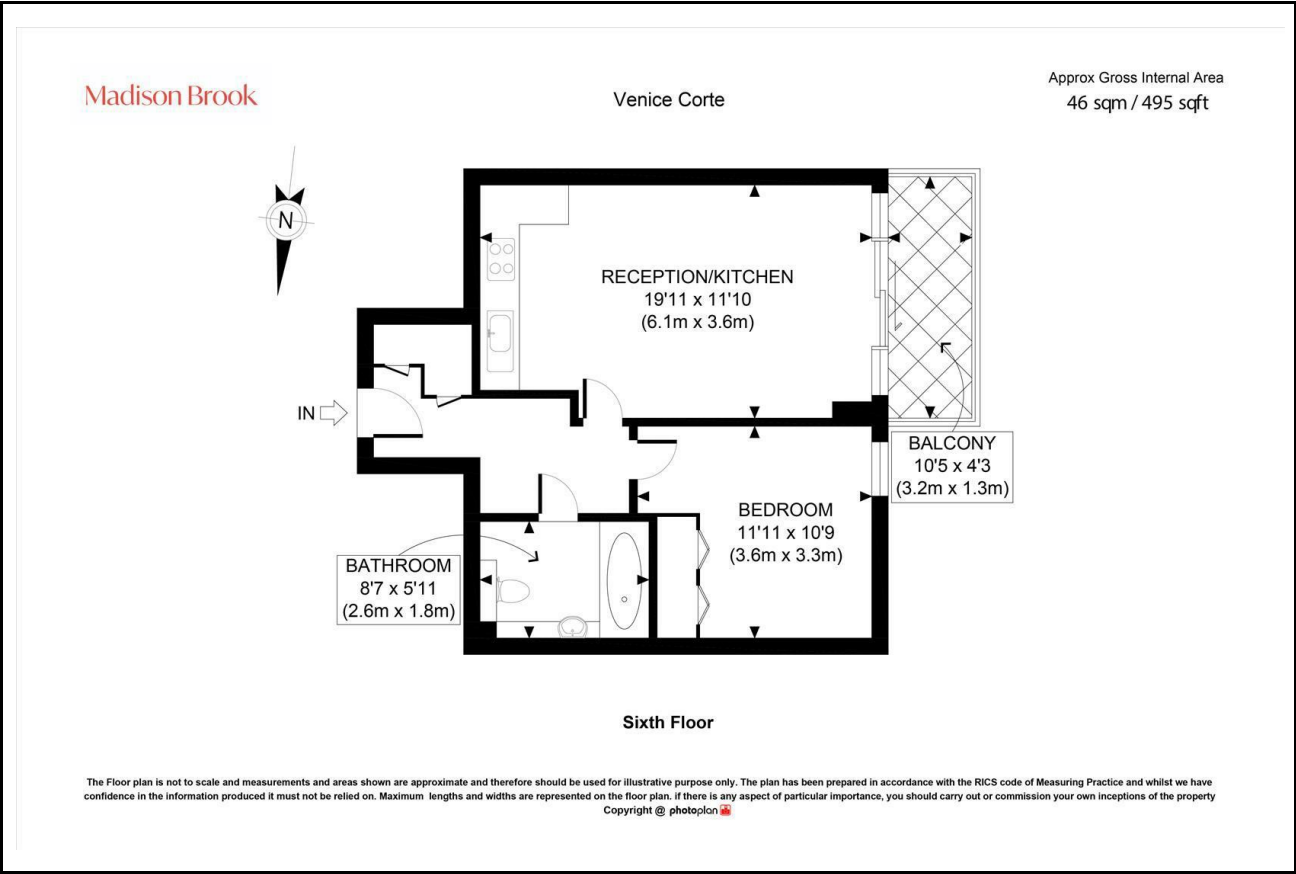 Madison Brook
Venice Corte
Approx Gross Internal Area
46 sqm / 495 sqft
N
RECEPTION/KITCHEN
19'11 x 11'10
(6.1m x 3.6m)
IN
BALCONY
10'5 x 4'3
(3.2m x 1.3m)
BEDROOM
11'11 x 10'9
(3.6m x 3.3m)
BATHROOM
8'7 x 5'11
(2.6m x 1.8m)
Sixth Floor
The Floor plan is not to scale and measurements and areas shown are approximate and therefore should be used for illustrative purpose only. The plan has been prepared in accordance with the RICS code of Measuring Practice and whilst we have
confidence in the information produced it must not be relied on. Maximum lengths and widths are represented on the floor plan. if there is any aspect of particular importance, you should carry out or commission your own inceptions of the property
Copyright @ photoplan